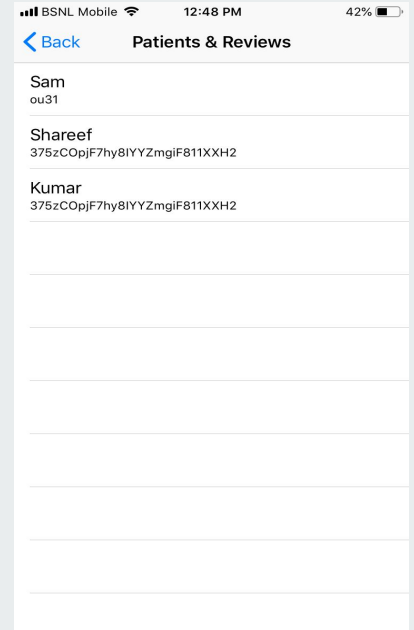 BSNL Mobile 12:48 PM 42%
Back Patients & Reviews
Sam
ou31
Shareef
375zCOpjF7hy8IYYZmgiF811XXH2
Kumar
375zCOpjF7hy8IYYZmgiF811XXH2